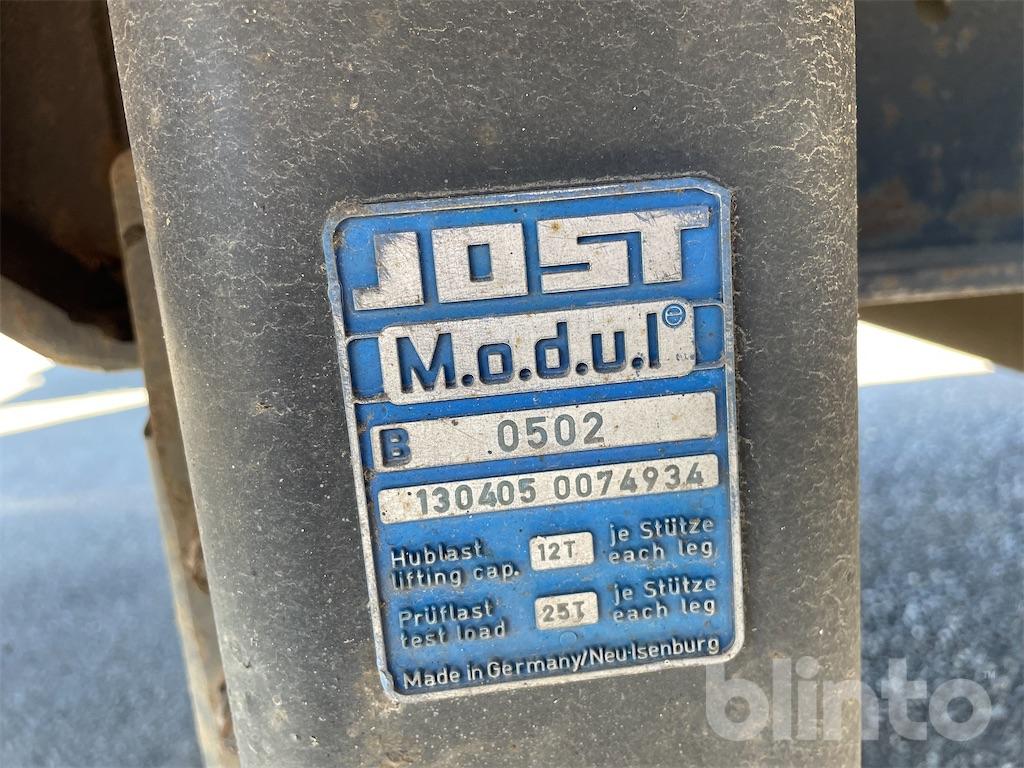 JOST
M.o.d.u.l
B 0502
130405 0074934
Hublast 12T je Stütze
lifting cap. each leg
Prüflast 25T je Stütze
test load each leg
Made in Germany/Neu-Isenburg
blinto™